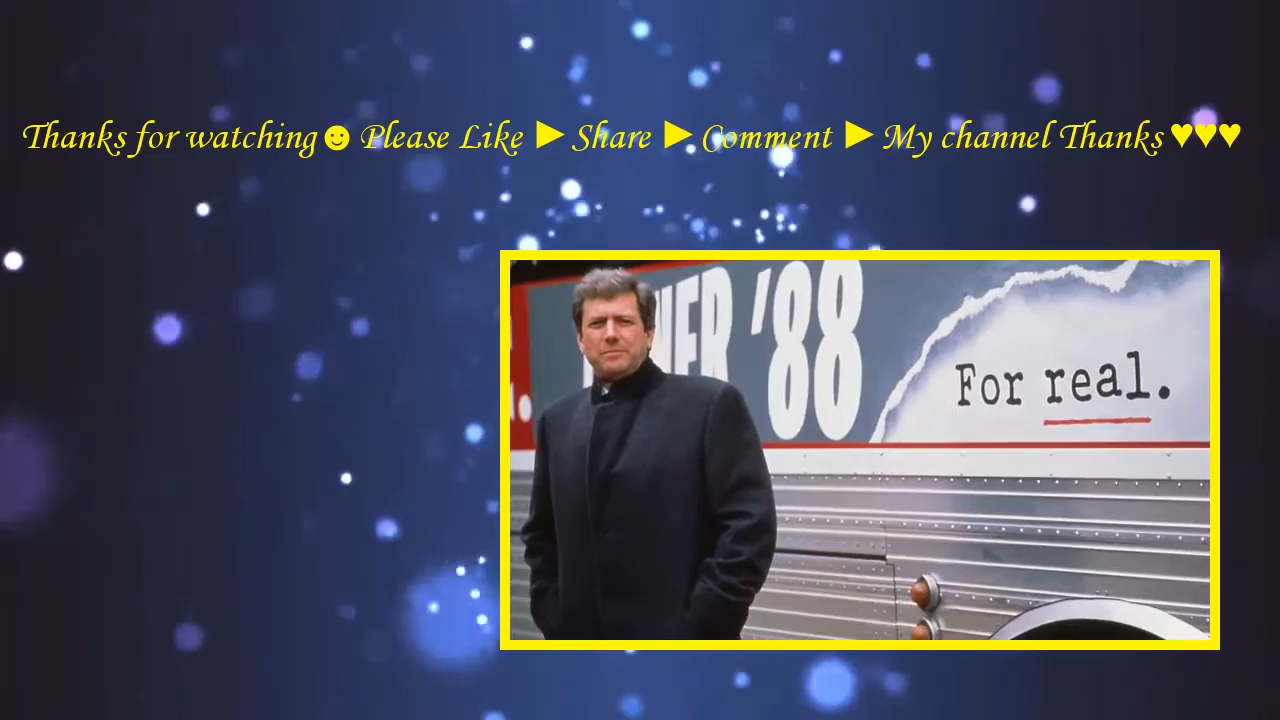 Thanks for watching☻Please Like ► Share ► Comment ► My channel Thanks ♥♥♥
'88
For real.